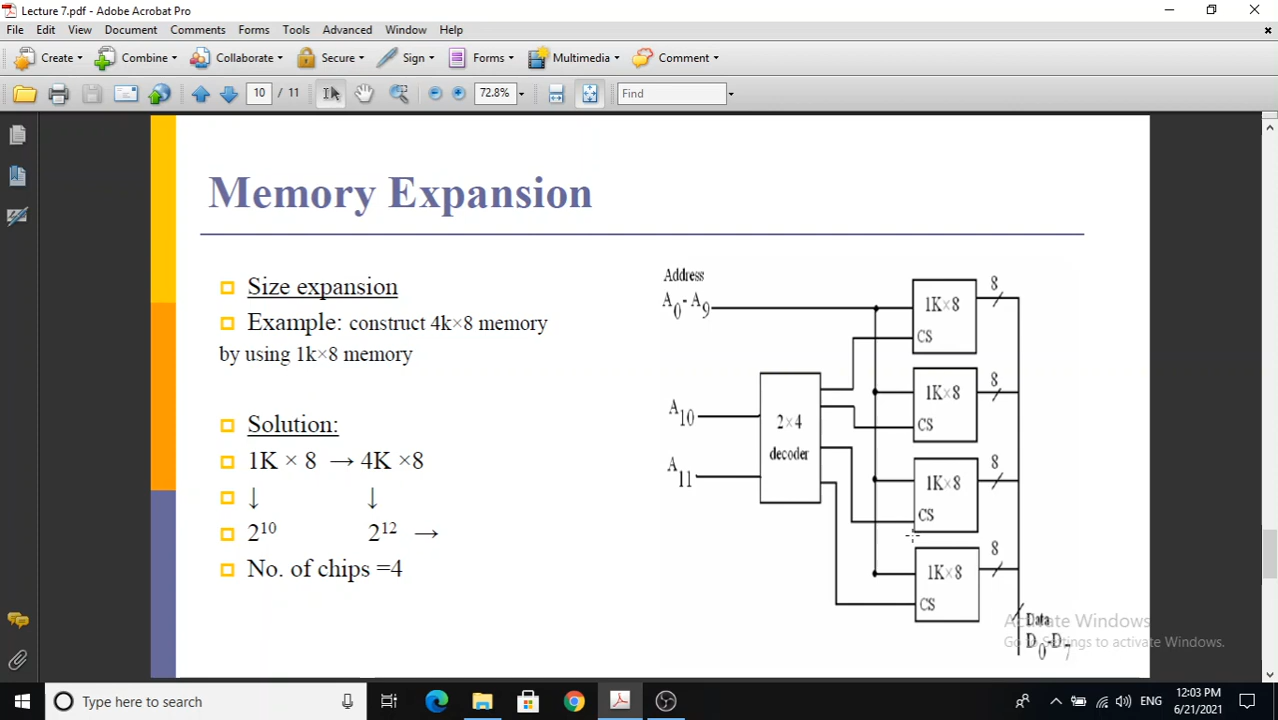 Lecture 7.pdf - Adobe Acrobat Pro
File Edit View Document Comments Forms Tools Advanced Window Help
Create Combine Collaborate Secure Sign Forms Multimedia Comment
10 / 11 72.8% Find
Memory Expansion
Size expansion
Example: construct 4k×8 memory
by using 1k×8 memory
Solution:
1K × 8 → 4K ×8
↓ ↓
2^10 2^12 →
No. of chips =4
Address
A0- A9
A10
A11
2×4
decoder
1K×8
CS
8
1K×8
CS
8
1K×8
CS
8
1K×8
CS
8
Data
D0-D7
Activate Windows
Go to Settings to activate Windows.
Type here to search
ENG
12:03 PM
6/21/2021